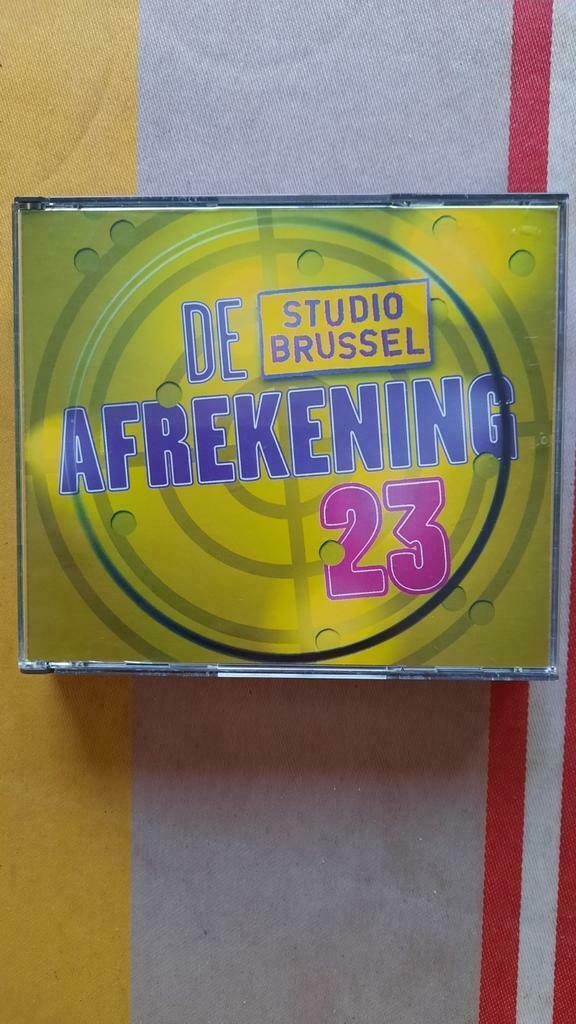 DE
STUDIO
BRUSSEL
AFREKENING
23